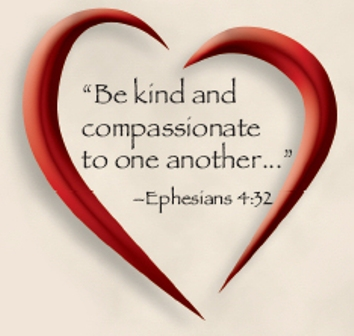 “Be kind and
compassionate
to one another...”
–Ephesians 4:32